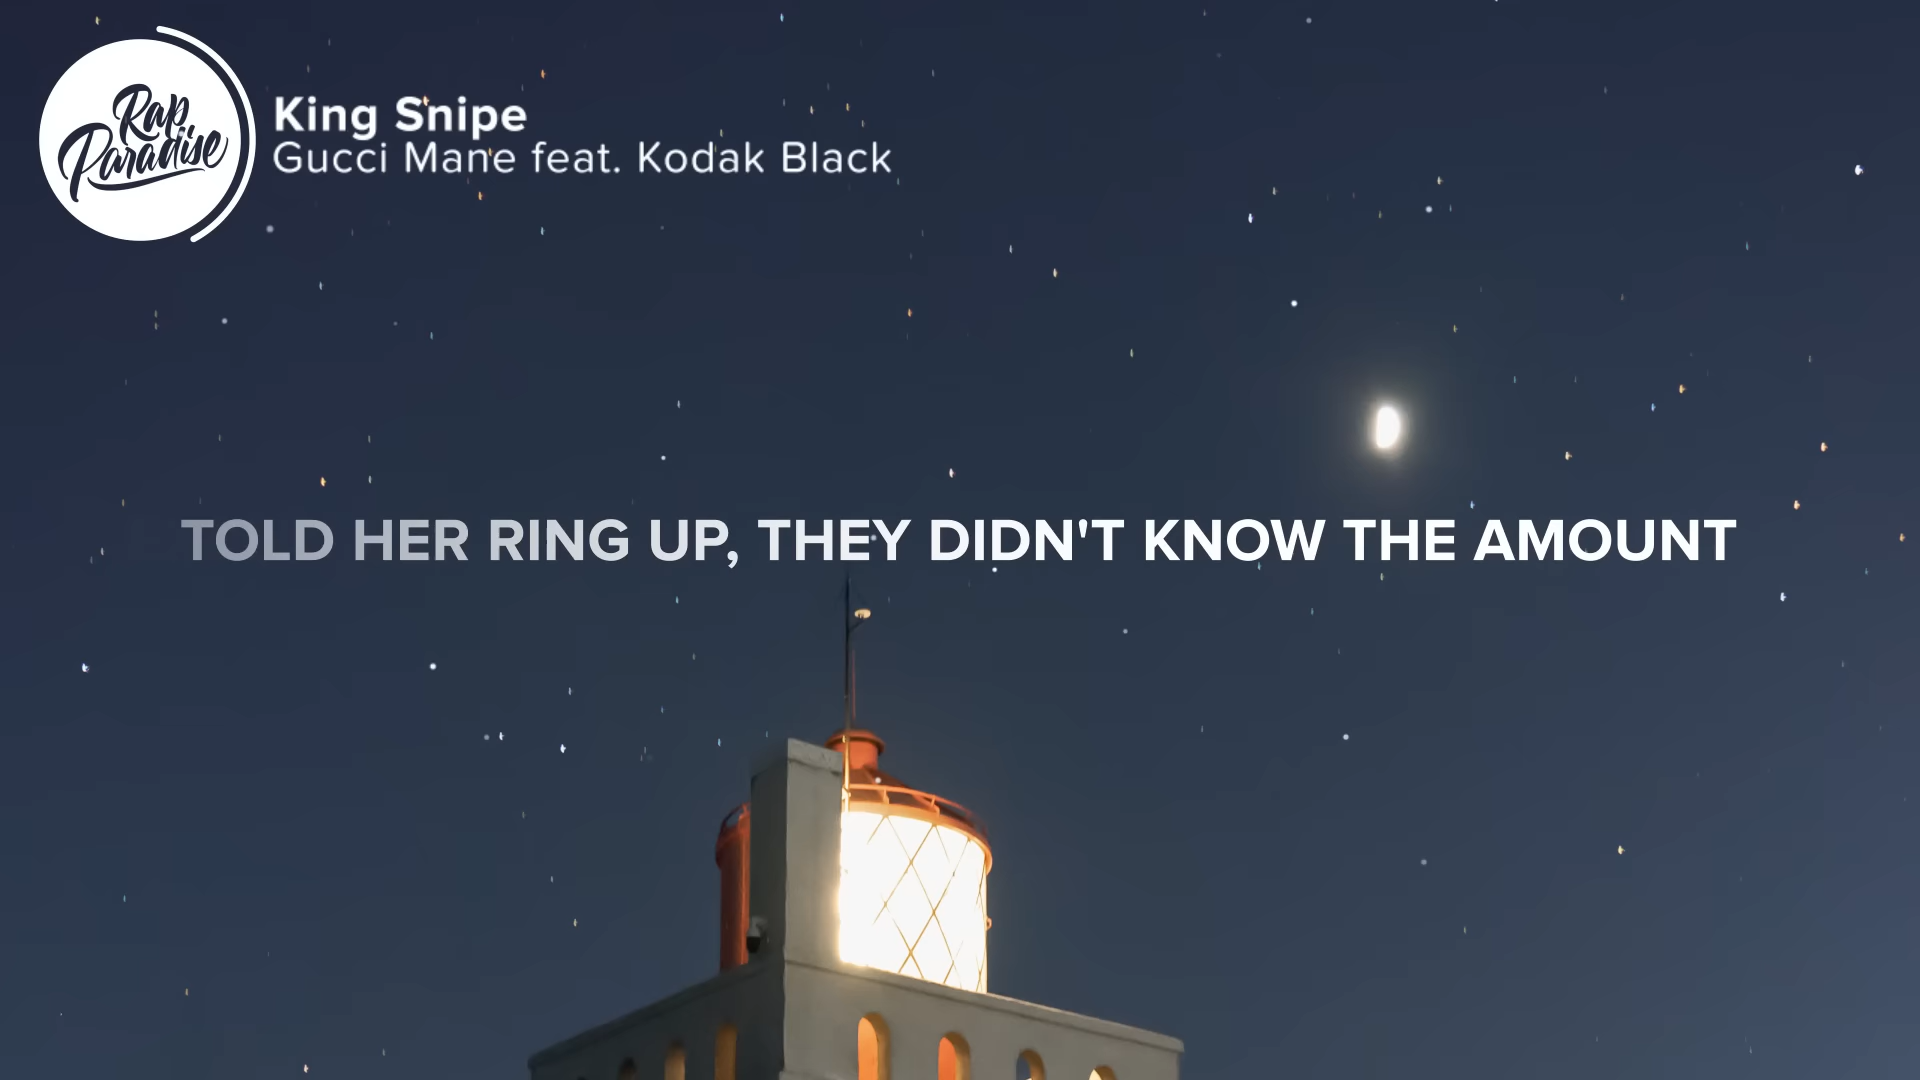 Rap
Paradise
King Snipe
Gucci Mane feat. Kodak Black
TOLD HER RING UP, THEY DIDN'T KNOW THE AMOUNT